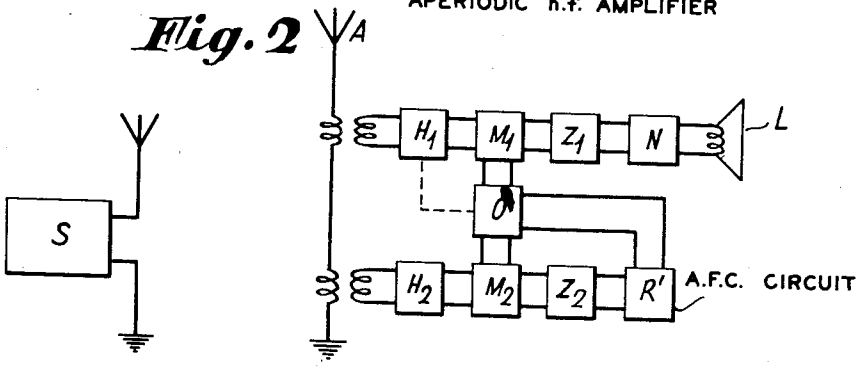 APERIODIC h.f. AMPLIFIER
Fig. 2
A
H1 M1 Z1 N L
S
O
H2 M2 Z2 R' A.F.C. CIRCUIT